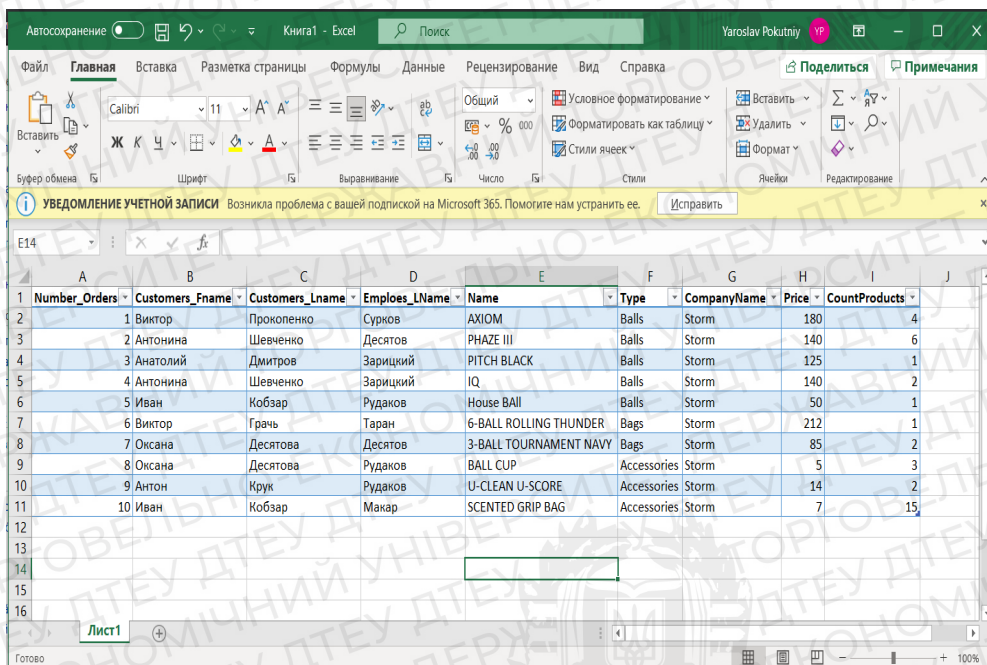 Автосохранение Книга1 - Excel Поиск Yaroslav Pokutniy YP
Файл Главная Вставка Разметка страницы Формулы Данные Рецензирование Вид Справка Поделиться Примечания
Вставить Calibri 11 Общий Условное форматирование Вставить
000 Форматировать как таблицу Удалить
Ж К Ч Стили ячеек Формат
Буфер обмена Шрифт Выравнивание Число Стили Ячейки Редактирование
УВЕДОМЛЕНИЕ УЧЕТНОЙ ЗАПИСИ Возникла проблема с вашей подпиской на Microsoft 365. Помогите нам устранить ее. Исправить
E14 fx
A B C D E F G H I J
1 Number_Orders Customers_Fname Customers_Lname Emploes_LName Name Type CompanyName Price CountProducts
2 1 Виктор Прокопенко Сурков AXIOM Balls Storm 180 4
3 2 Антонина Шевченко Десятов PHAZE III Balls Storm 140 6
4 3 Анатолий Дмитров Зарицкий PITCH BLACK Balls Storm 125 1
5 4 Антонина Шевченко Зарицкий IQ Balls Storm 140 2
6 5 Иван Кобзар Рудаков House BAll Balls Storm 50 1
7 6 Виктор Грачь Таран 6-BALL ROLLING THUNDER Bags Storm 212 1
8 7 Оксана Десятова Десятов 3-BALL TOURNAMENT NAVY Bags Storm 85 2
9 8 Оксана Десятова Рудаков BALL CUP Accessories Storm 5 3
10 9 Антон Крук Рудаков U-CLEAN U-SCORE Accessories Storm 14 2
11 10 Иван Кобзар Макар SCENTED GRIP BAG Accessories Storm 7 15
12
13
14
15
16
Лист1
Готово 100%